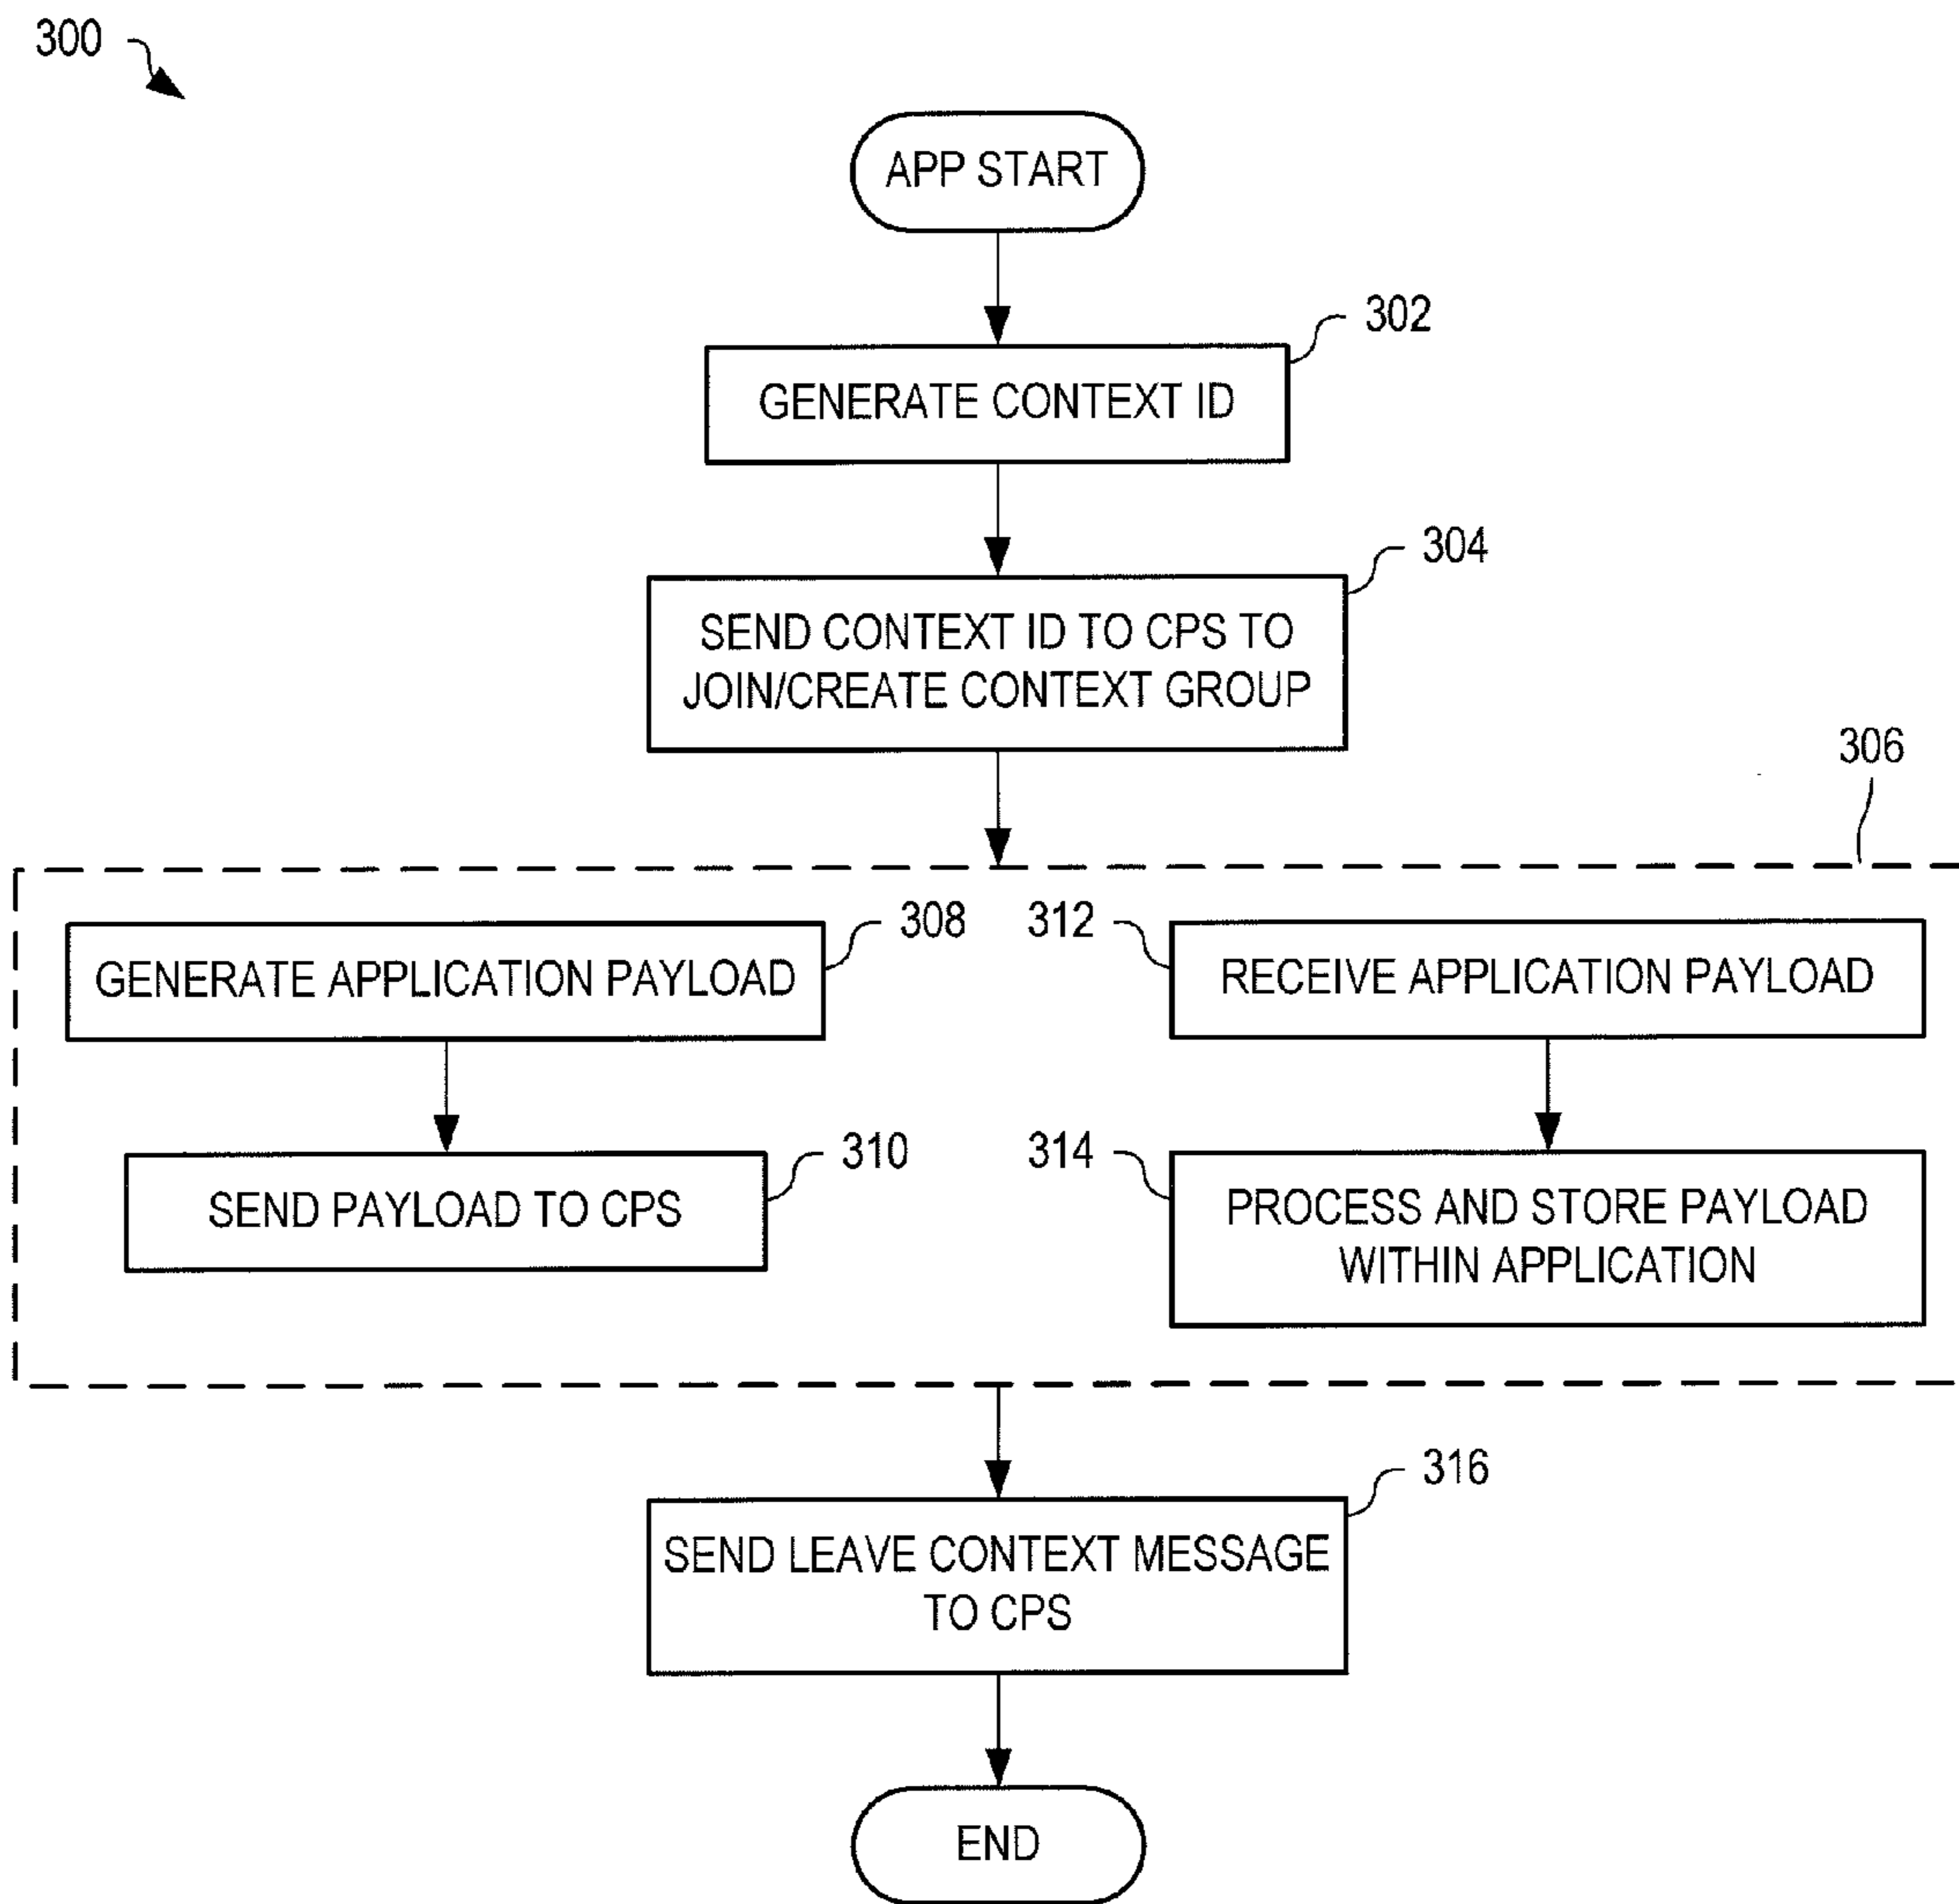 300
APP START
302
GENERATE CONTEXT ID
304
SEND CONTEXT ID TO CPS TO
JOIN/CREATE CONTEXT GROUP
306
308
GENERATE APPLICATION PAYLOAD
310
SEND PAYLOAD TO CPS
312
RECEIVE APPLICATION PAYLOAD
314
PROCESS AND STORE PAYLOAD
WITHIN APPLICATION
316
SEND LEAVE CONTEXT MESSAGE
TO CPS
END